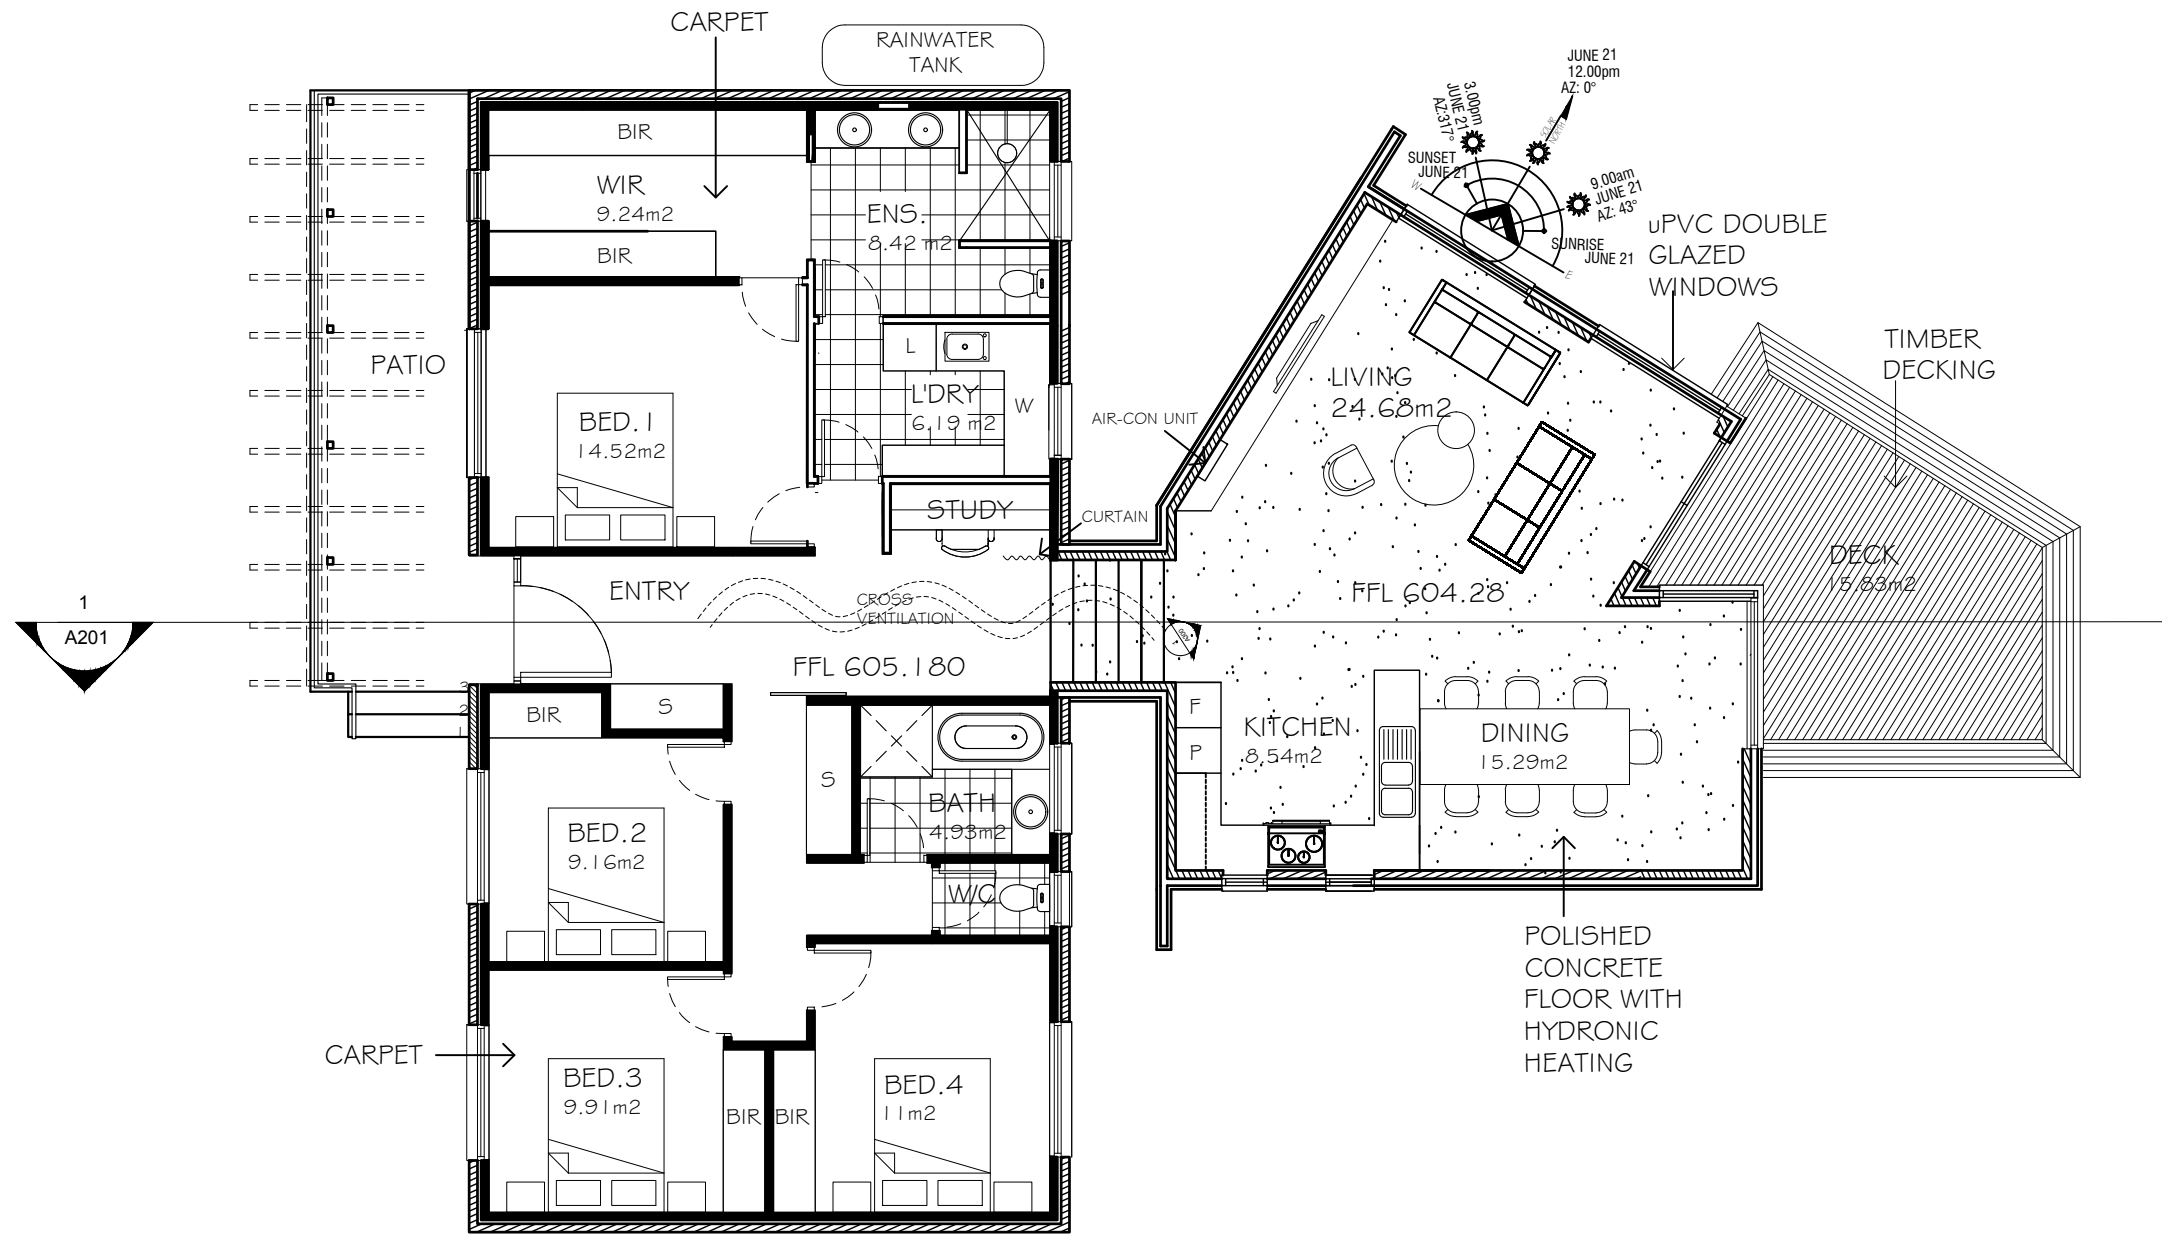 CARPET
RAINWATER
TANK
JUNE 21
12.00pm
AZ: 0°
3.00pm
JUNE 21
AZ:317°
SOLAR
NORTH
SUNSET
JUNE 21
W
9.00am
JUNE 21
AZ: 43°
SUNRISE
JUNE 21
E
uPVC DOUBLE
GLAZED
WINDOWS
BIR
WIR
9.24m2
BIR
ENS.
8.42 m2
PATIO
L
L'DRY
6.19 m2
W
BED.1
14.52m2
STUDY
AIR-CON UNIT
CURTAIN
LIVING
24.68m2
TIMBER
DECKING
DECK
15.83m2
ENTRY
CROSS
VENTILATION
FFL 604.28
1
A201
FFL 605.180
3
2
1
BIR
S
S
BATH
4.93m2
F
P
KITCHEN
8.54m2
DINING
15.29m2
BED.2
9.16m2
W/C
POLISHED
CONCRETE
FLOOR WITH
HYDRONIC
HEATING
CARPET
BED.3
9.91m2
BIR
BIR
BED.4
11m2